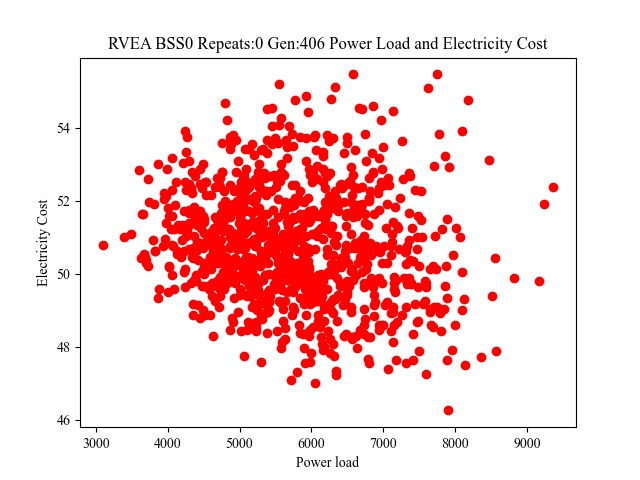 RVEA BSS0 Repeats:0 Gen:406 Power Load and Electricity Cost
Electricity Cost
54
52
50
48
46
3000 4000 5000 6000 7000 8000 9000
Power load